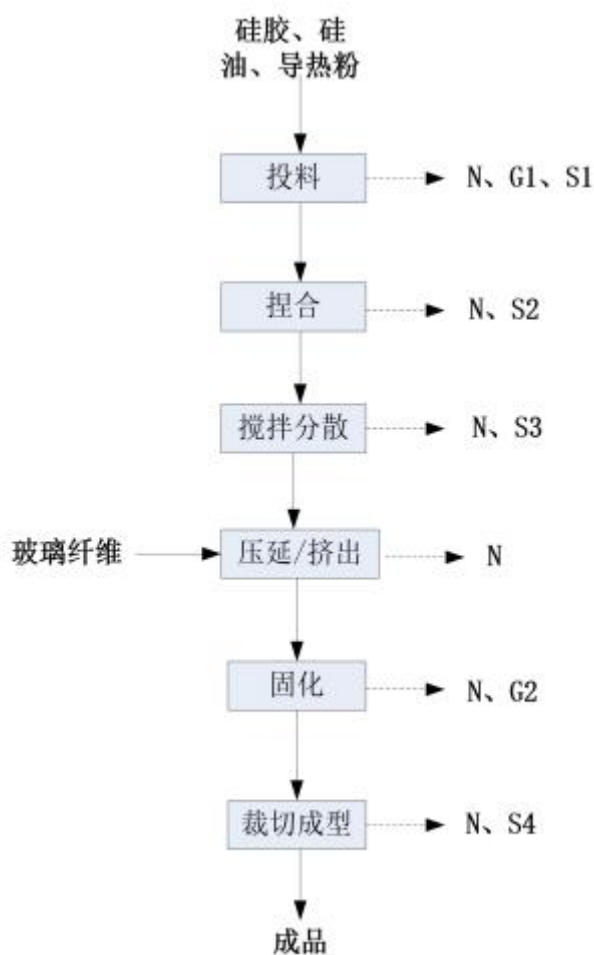 硅胶、硅
油、导热粉
投料
N、G1、S1
捏合
N、S2
搅拌分散
N、S3
玻璃纤维
压延/挤出
N
固化
N、G2
裁切成型
N、S4
成品